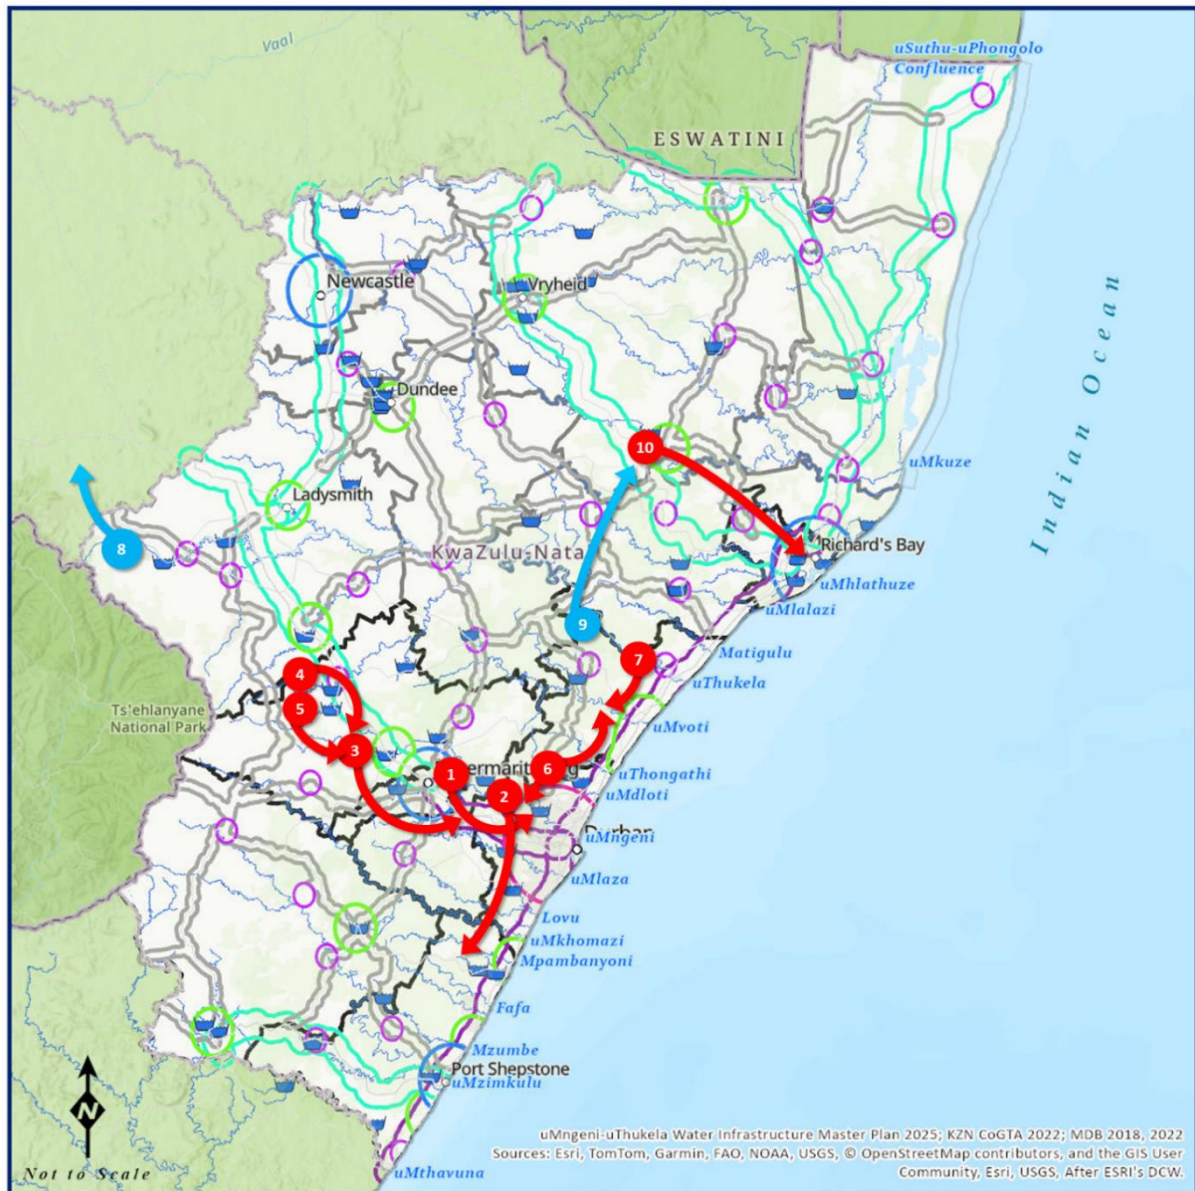 Vaal
uSuthu-uPhongolo
Confluence
ESWATINI
Newcastle
Vryheid
Dundee
Indian Ocean
10
uMkuze
Ladysmith
8
KwaZulu-Nata
Richard's Bay
uMhlathuze
uMlalazi
9
Matigulu
7
4
uThukela
5
Ts'ehlanyane
National Park
uMvoti
3
1
6
uThongathi
2
uMdloti
uMngeni
uMlaza
Lovu
uMkhomazi
Mpambanyoni
Fafa
Mzumbe
Port Shepstone
uMzimkulu
N
Not to Scale
uMthavuna
uMngeni-uThukela Water Infrastructure Master Plan 2025; KZN CoGTA 2022; MDB 2018, 2022
Sources: Esri, TomTom, Garmin, FAO, NOAA, USGS, © OpenStreetMap contributors, and the GIS User
Community, Esri, USGS, After ESRI's DCW.